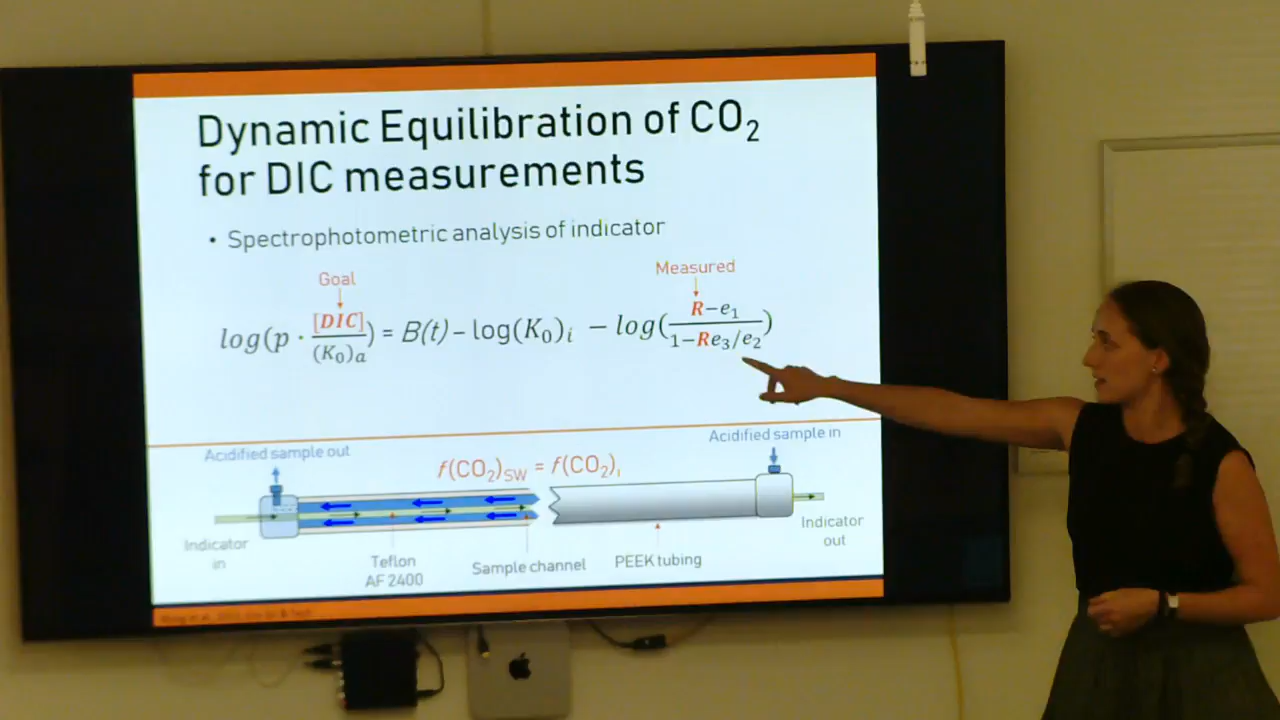 Dynamic Equilibration of CO₂
for DIC measurements
• Spectrophotometric analysis of indicator
Goal
Measured
log(p · [DIC]/(K₀)ₐ) = B(t) – log(K₀)ᵢ – log((R–e₁)/(1–Re₃/e₂))
Acidified sample out
Acidified sample in
f(CO₂)SW = f(CO₂)ᵢ
Indicator
in
Indicator
out
Teflon
AF 2400
Sample channel
PEEK tubing